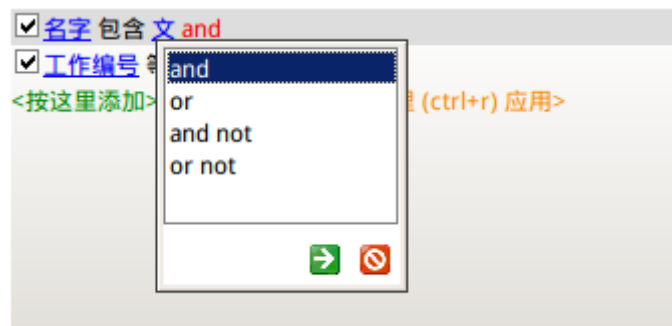 名字 包含 文 and
工作编号
and
or
and not
or not
<按这里添加> (ctrl+r) 应用>